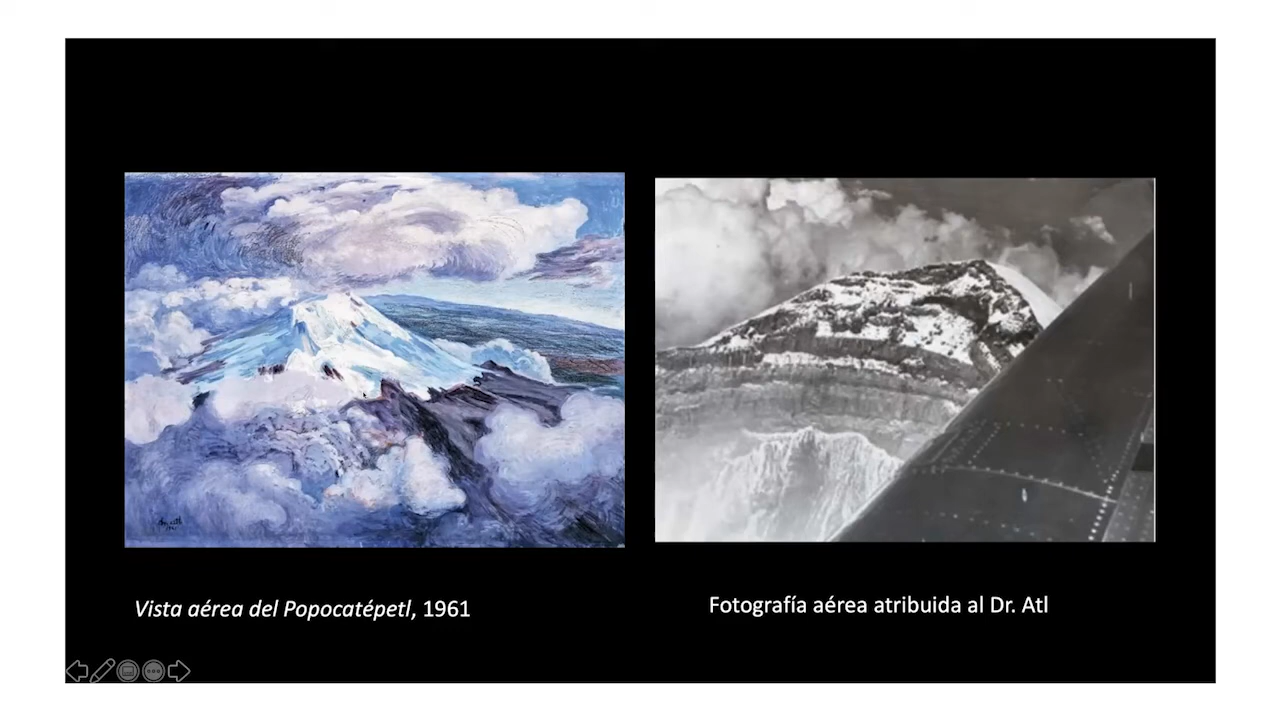 Vista aérea del Popocatépetl, 1961
Fotografía aérea atribuida al Dr. Atl